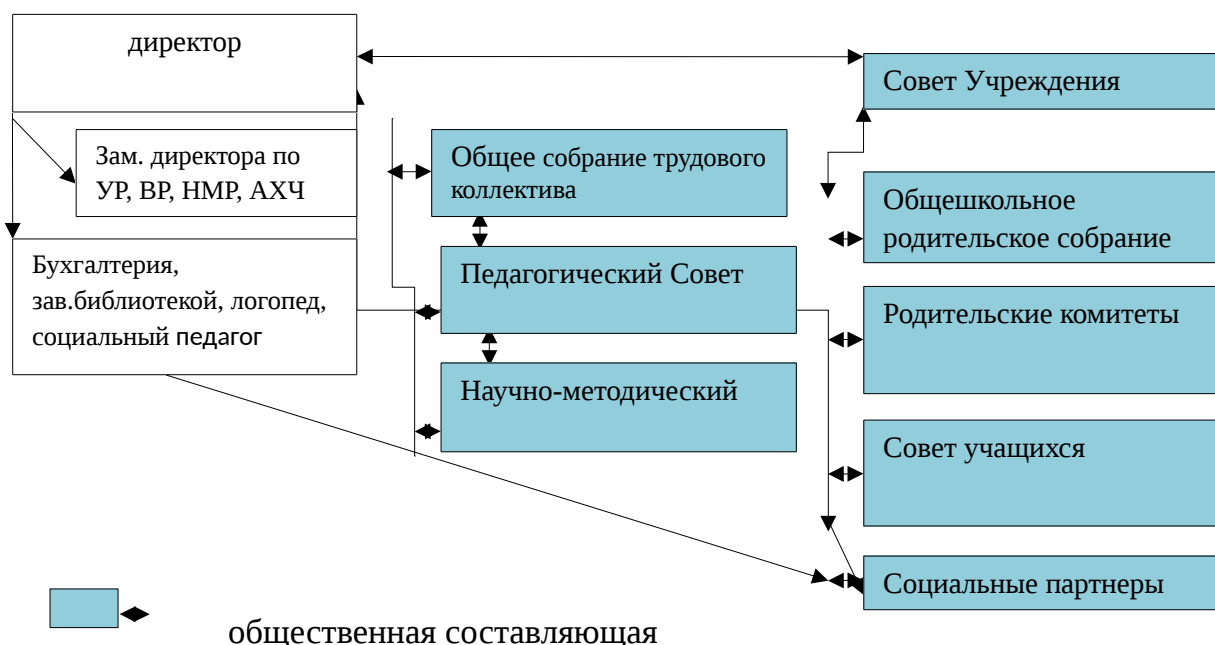 директор
Совет Учреждения
Зам. директора по
УР, ВР, НМР, АХЧ
Общее собрание трудового
коллектива
Общешкольное
родительское собрание
Бухгалтерия,
зав.библиотекой, логопед,
социальный педагог
Педагогический Совет
Родительские комитеты
Научно-методический
Совет учащихся
Социальные партнеры
общественная составляющая